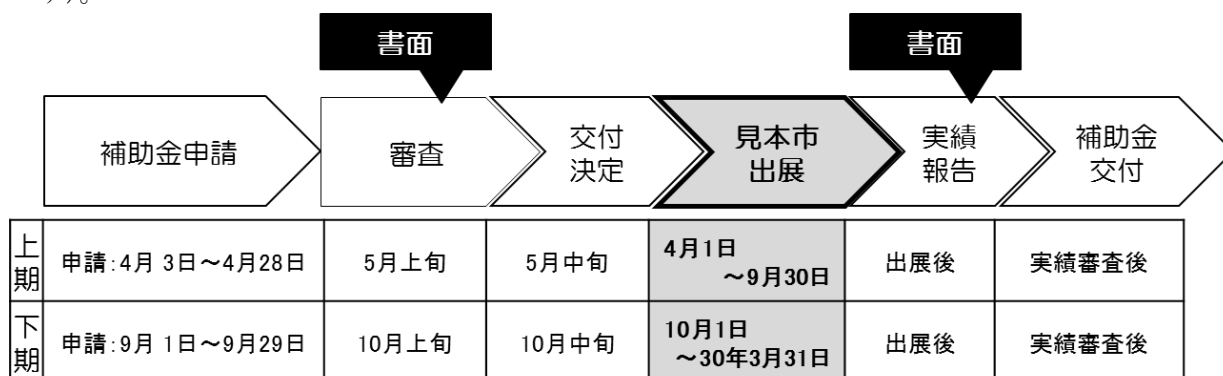 す。
書面
書面
補助金申請
審査
交付
決定
見本市
出展
実績
報告
補助金
交付
上期
申請:4月 3日～4月28日
5月上旬
5月中旬
4月1日
～9月30日
出展後
実績審査後
下期
申請:9月 1日～9月29日
10月上旬
10月中旬
10月1日
～30年3月31日
出展後
実績審査後